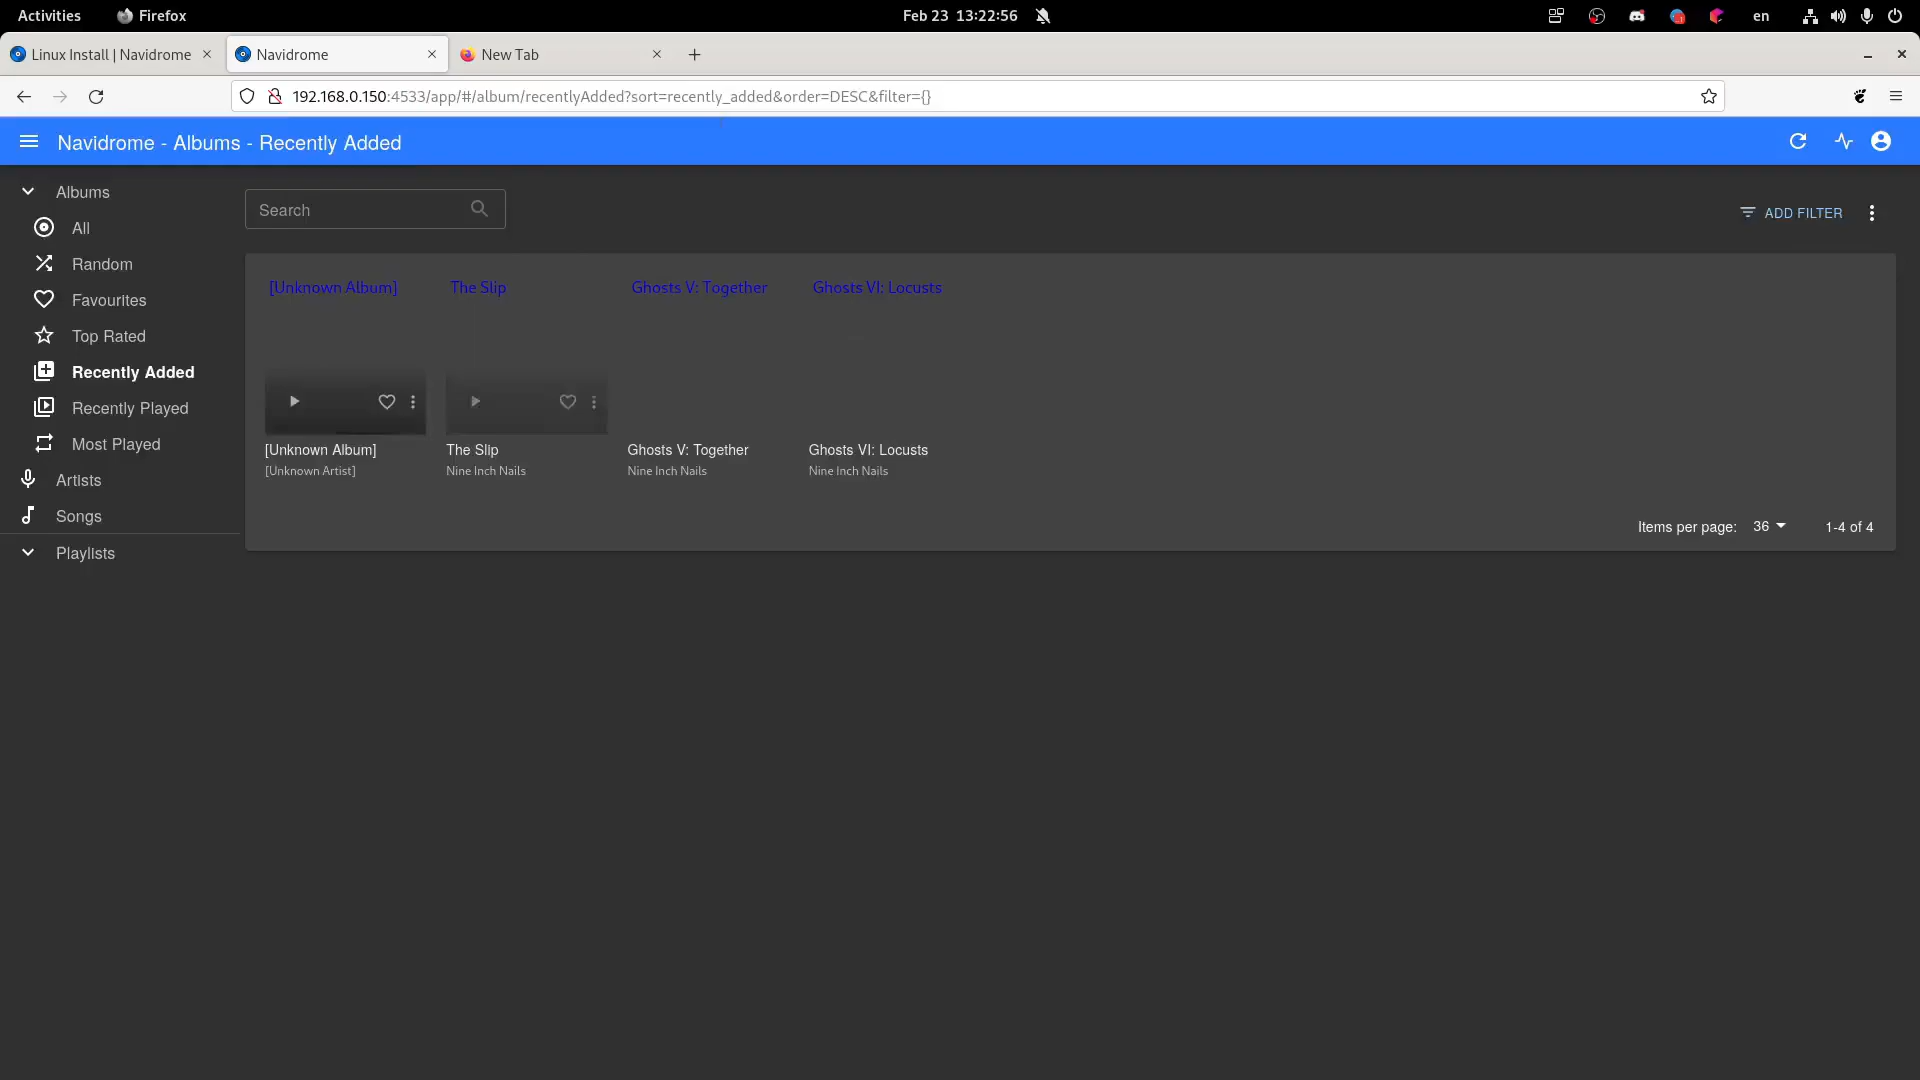 Activities
Firefox
Feb 23 13:22:56
en
Linux Install | Navidrome
Navidrome
New Tab
192.168.0.150:4533/app/#/album/recentlyAdded?sort=recently_added&order=DESC&filter={}
Navidrome - Albums - Recently Added
Albums
All
Random
Favourites
Top Rated
Recently Added
Recently Played
Most Played
Artists
Songs
Playlists
Search
ADD FILTER
[Unknown Album]
The Slip
Ghosts V: Together
Ghosts VI: Locusts
[Unknown Album]
[Unknown Artist]
The Slip
Nine Inch Nails
Ghosts V: Together
Nine Inch Nails
Ghosts VI: Locusts
Nine Inch Nails
Items per page: 36
1-4 of 4